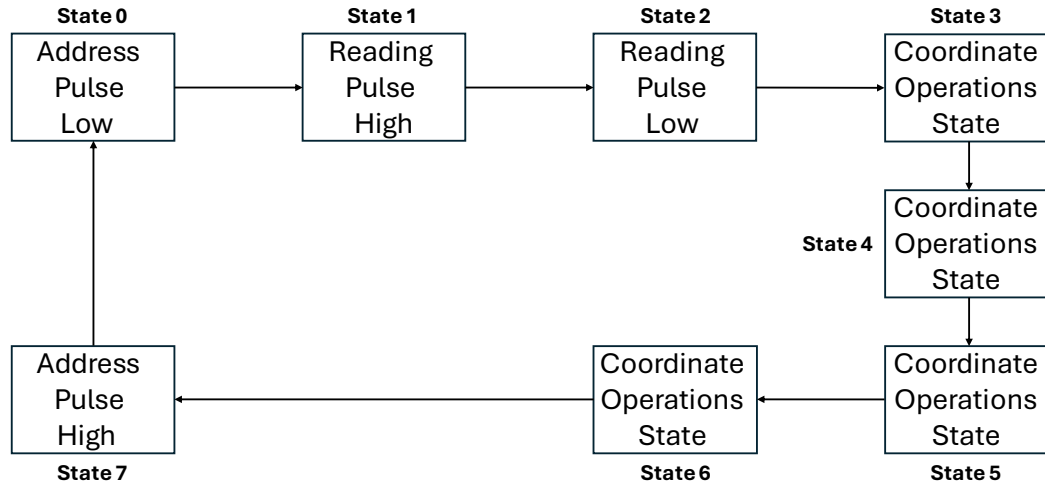 State 0
Address
Pulse
Low
State 1
Reading
Pulse
High
State 2
Reading
Pulse
Low
State 3
Coordinate
Operations
State
State 4
Coordinate
Operations
State
Coordinate
Operations
State
State 5
Coordinate
Operations
State
State 6
Address
Pulse
High
State 7